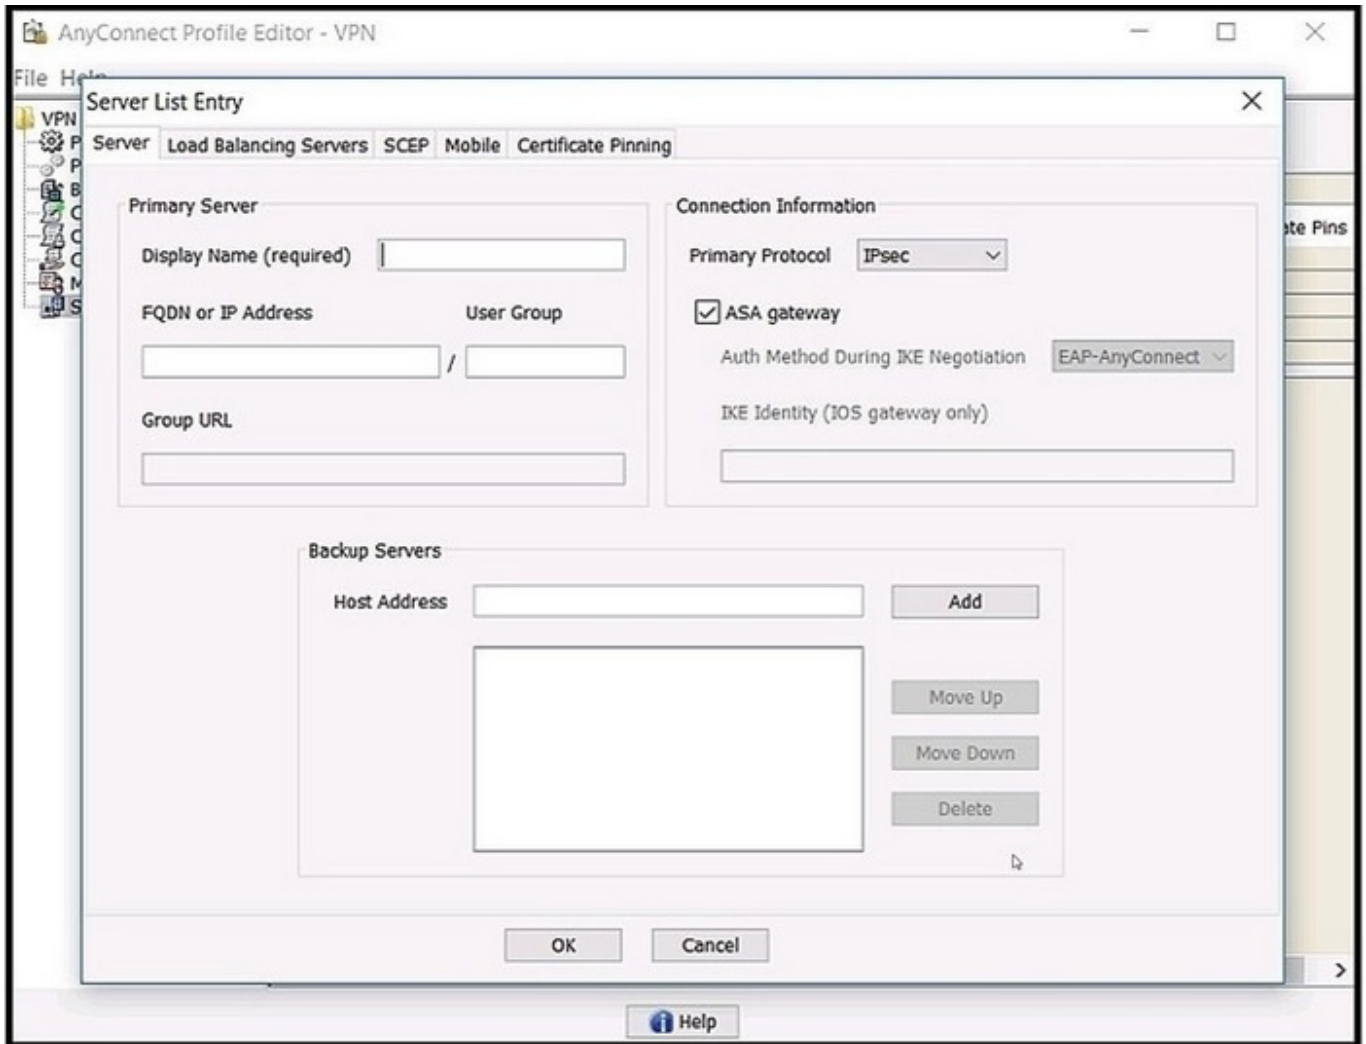 AnyConnect Profile Editor - VPN
File Help
Server List Entry
VPN
Server Load Balancing Servers SCEP Mobile Certificate Pinning
P
P
B
C
C
C
M
S
Primary Server
Display Name (required)
FQDN or IP Address User Group
/
Group URL
Connection Information
Primary Protocol IPsec
ASA gateway
Auth Method During IKE Negotiation EAP-AnyConnect
IKE Identity (IOS gateway only)
Pins
Backup Servers
Host Address Add
Move Up
Move Down
Delete
OK Cancel
Help